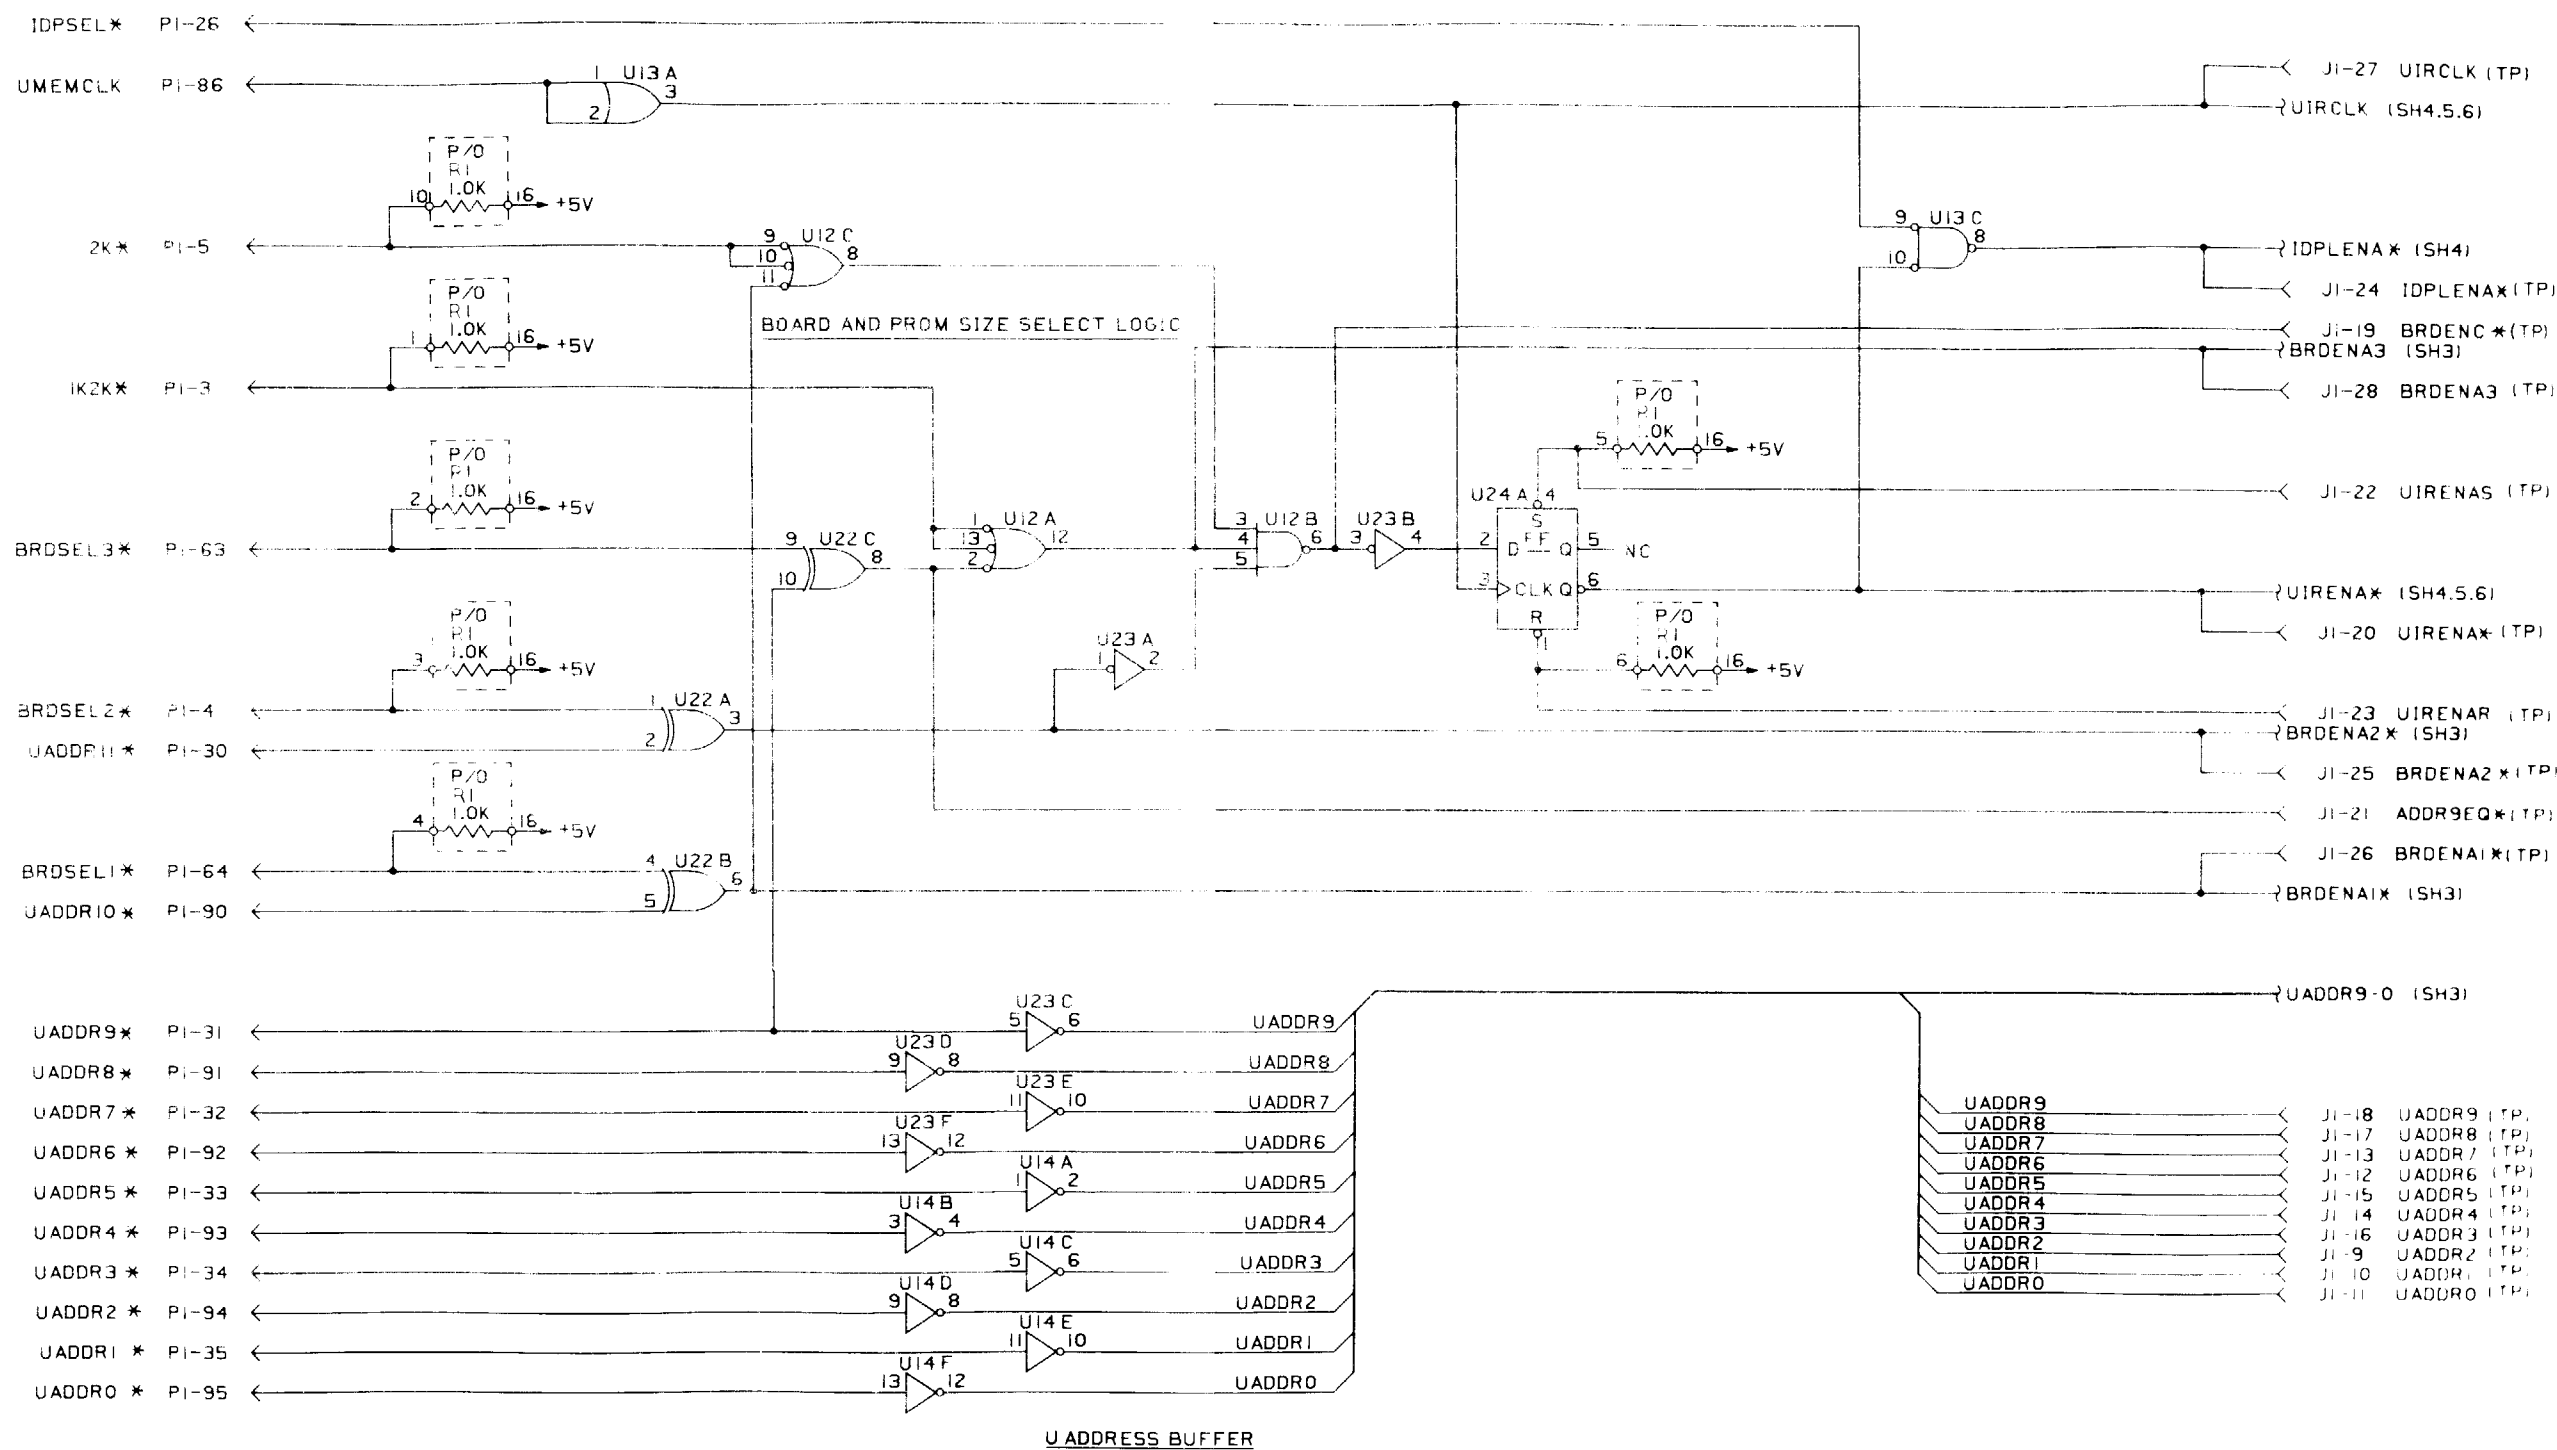 IDPSEL* P1-26
UMEMCLK P1-86
1 U13A
2 3
J1-27 UIRCLK (TP)
UIRCLK (SH4.5.6)
P/O
R1
1.0K
10 16 +5V
2K* P1-5
9 U12C
10 8
11
9 U13C
10 8
IDPLENA* (SH4)
J1-24 IDPLENA* (TP)
P/O
R1
1.0K
1 16 +5V
BOARD AND PROM SIZE SELECT LOGIC
J1-19 BRDENC* (TP)
BRDENA3 (SH3)
1K2K* P1-3
J1-28 BRDENA3 (TP)
P/O
R1
1.0K
2 16 +5V
P/O
R1
.0K
5 16 +5V
J1-22 UIRENAS (TP)
BRDSEL3* P1-63
9 U22C
10 8
1 U12A
13 12
2
3 U12B
4 6
5
U23B
3 4
U24A 4
S
2 D FF Q 5 NC
3 CLK Q 6
R
1
UIRENA* (SH4.5.6)
J1-20 UIRENA* (TP)
P/O
R1
1.0K
3 16 +5V
U23A
1 2
P/O
R1
1.0K
6 16 +5V
BRDSEL2* P1-4
1 U22A
2 3
UADDR11* P1-30
J1-23 UIRENAR (TP)
BRDENA2* (SH3)
J1-25 BRDENA2* (TP)
P/O
R1
1.0K
4 16 +5V
J1-21 ADDR9EQ* (TP)
BRDSEL1* P1-64
4 U22B
5 6
UADDR10* P1-90
J1-26 BRDENA1* (TP)
BRDENA1* (SH3)
UADDR9-0 (SH3)
UADDR9* P1-31 5 U23C 6 UADDR9
UADDR8* P1-91 9 U23D 8 UADDR8
UADDR7* P1-32 11 U23E 10 UADDR7
UADDR6* P1-92 13 U23F 12 UADDR6
UADDR5* P1-33 1 U14A 2 UADDR5
UADDR4* P1-93 3 U14B 4 UADDR4
UADDR3* P1-34 5 U14C 6 UADDR3
UADDR2* P1-94 9 U14D 8 UADDR2
UADDR1* P1-35 11 U14E 10 UADDR1
UADDR0* P1-95 13 U14F 12 UADDR0
UADDR9 J1-18 UADDR9 (TP)
UADDR8 J1-17 UADDR8 (TP)
UADDR7 J1-13 UADDR7 (TP)
UADDR6 J1-12 UADDR6 (TP)
UADDR5 J1-15 UADDR5 (TP)
UADDR4 J1-14 UADDR4 (TP)
UADDR3 J1-16 UADDR3 (TP)
UADDR2 J1-9 UADDR2 (TP)
UADDR1 J1-10 UADDR1 (TP)
UADDR0 J1-11 UADDR0 (TP)
U ADDRESS BUFFER